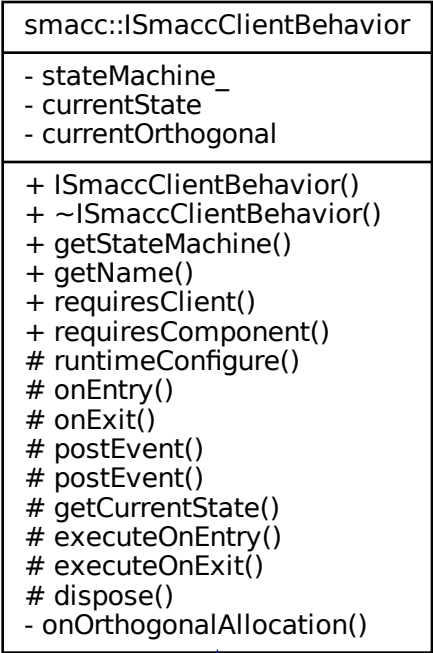 smacc::ISmaccClientBehavior
- stateMachine_
- currentState
- currentOrthogonal
+ ISmaccClientBehavior()
+ ~ISmaccClientBehavior()
+ getStateMachine()
+ getName()
+ requiresClient()
+ requiresComponent()
# runtimeConfigure()
# onEntry()
# onExit()
# postEvent()
# postEvent()
# getCurrentState()
# executeOnEntry()
# executeOnExit()
# dispose()
- onOrthogonalAllocation()